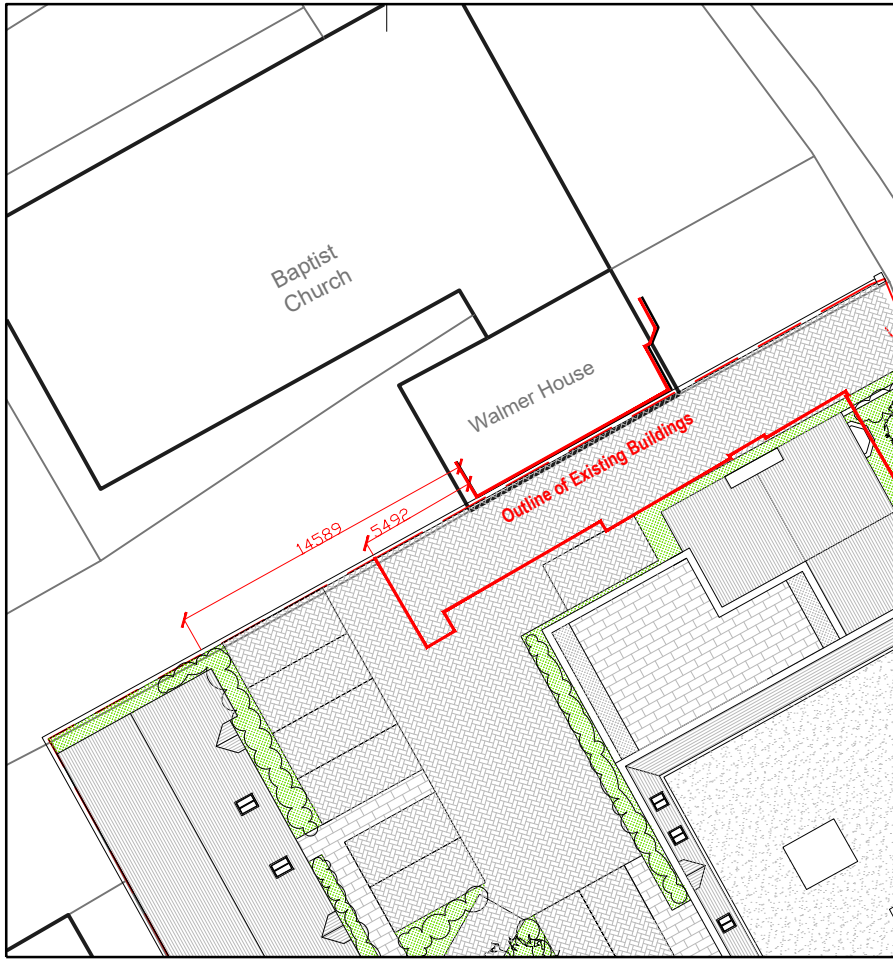 Baptist
Church
Walmer House
Outline of Existing Buildings
14589
5492